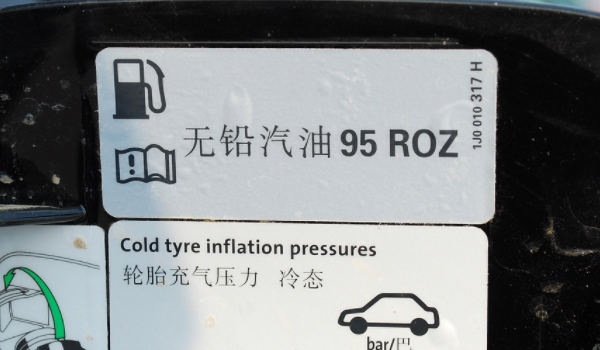 无铅汽油 95 ROZ
1J0 010 317 H
Cold tyre inflation pressures
轮胎充气压力 冷态
bar/巴